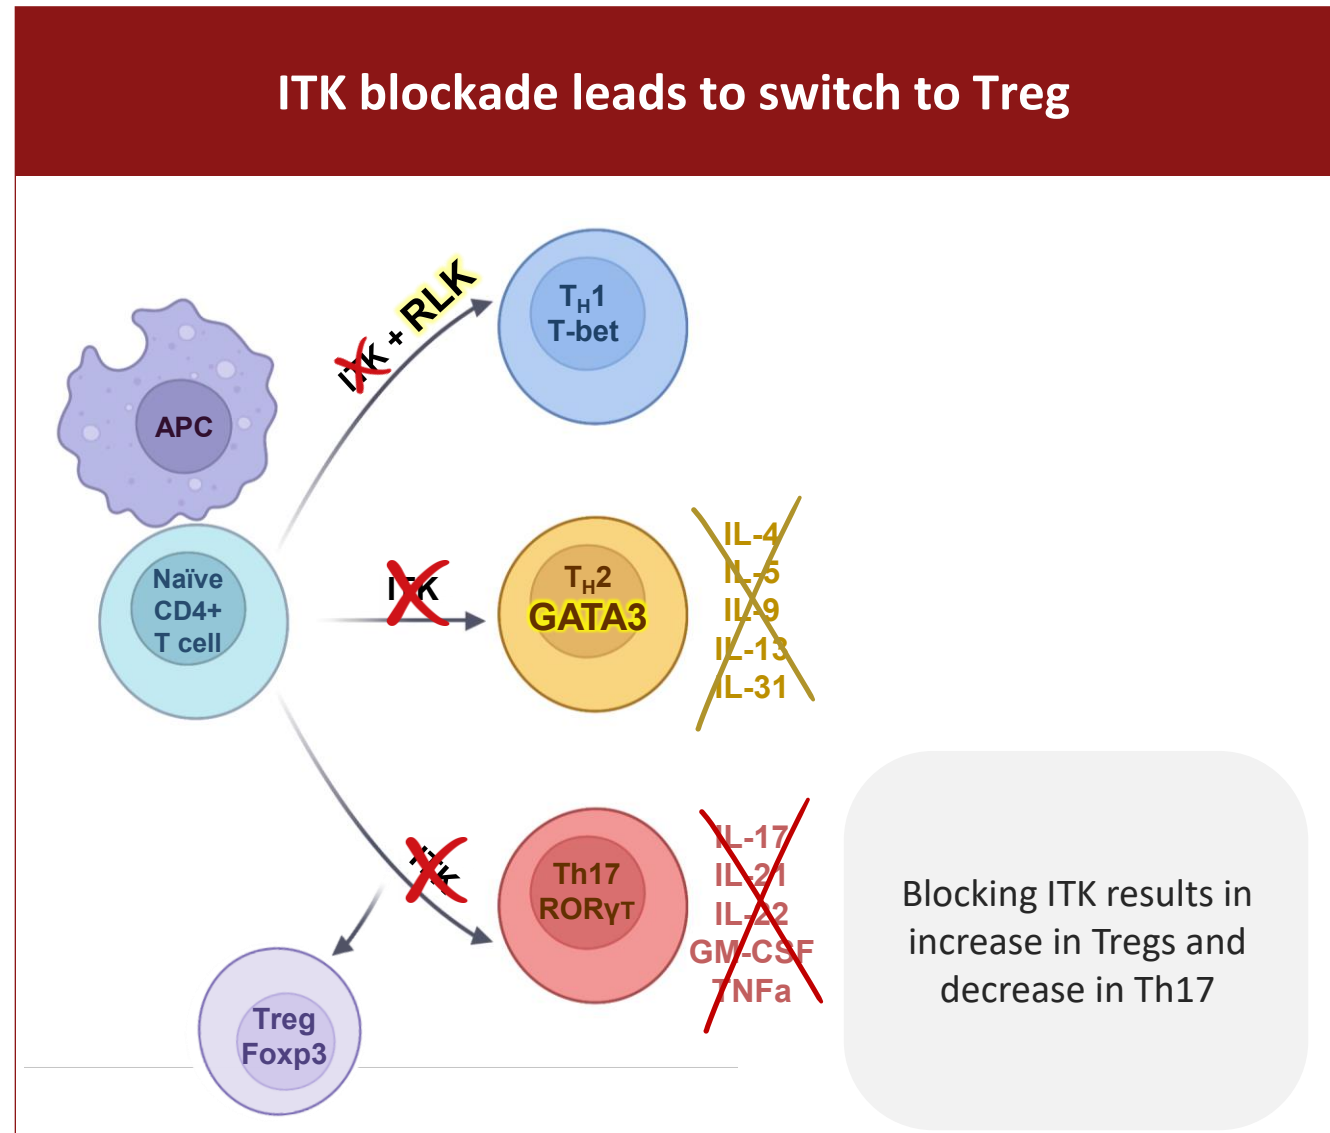 ITK blockade leads to switch to Treg
ITK + RLK
TH1
T-bet
APC
Naïve
CD4+
T cell
ITK
TH2
GATA3
IL-4
IL-5
IL-9
IL-13
IL-31
ITK
Th17
RORγT
IL-17
IL-21
IL-22
GM-CSF
TNFa
Treg
Foxp3
Blocking ITK results in
increase in Tregs and
decrease in Th17